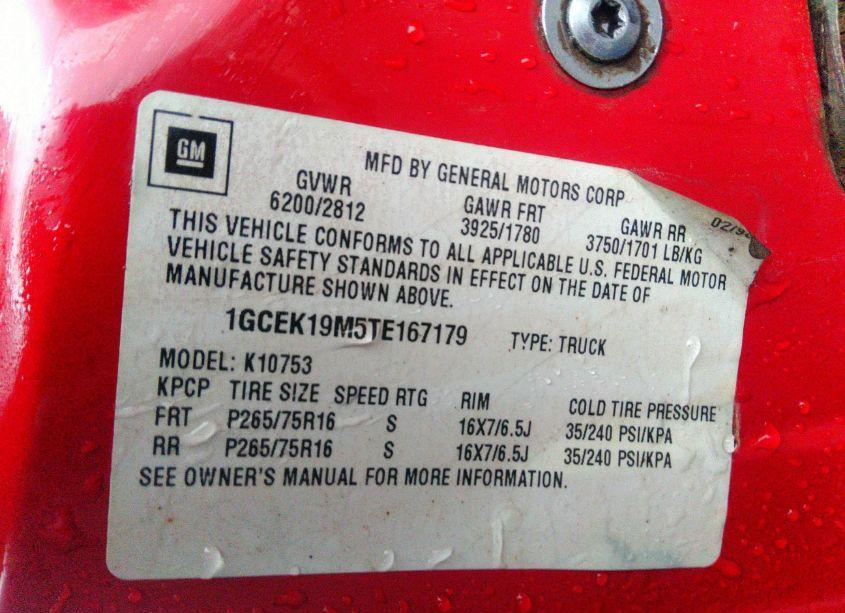 GM
MFD BY GENERAL MOTORS CORP
02/9
GVWR GAWR FRT GAWR RR
6200/2812 3925/1780 3750/1701 LB/KG
THIS VEHICLE CONFORMS TO ALL APPLICABLE U.S. FEDERAL MOTOR
VEHICLE SAFETY STANDARDS IN EFFECT ON THE DATE OF
MANUFACTURE SHOWN ABOVE.
1GCEK19M5TE167179 TYPE: TRUCK
MODEL: K10753
KPCP TIRE SIZE SPEED RTG RIM COLD TIRE PRESSURE
FRT P265/75R16 S 16X7/6.5J 35/240 PSI/KPA
RR P265/75R16 S 16X7/6.5J 35/240 PSI/KPA
SEE OWNER'S MANUAL FOR MORE INFORMATION.